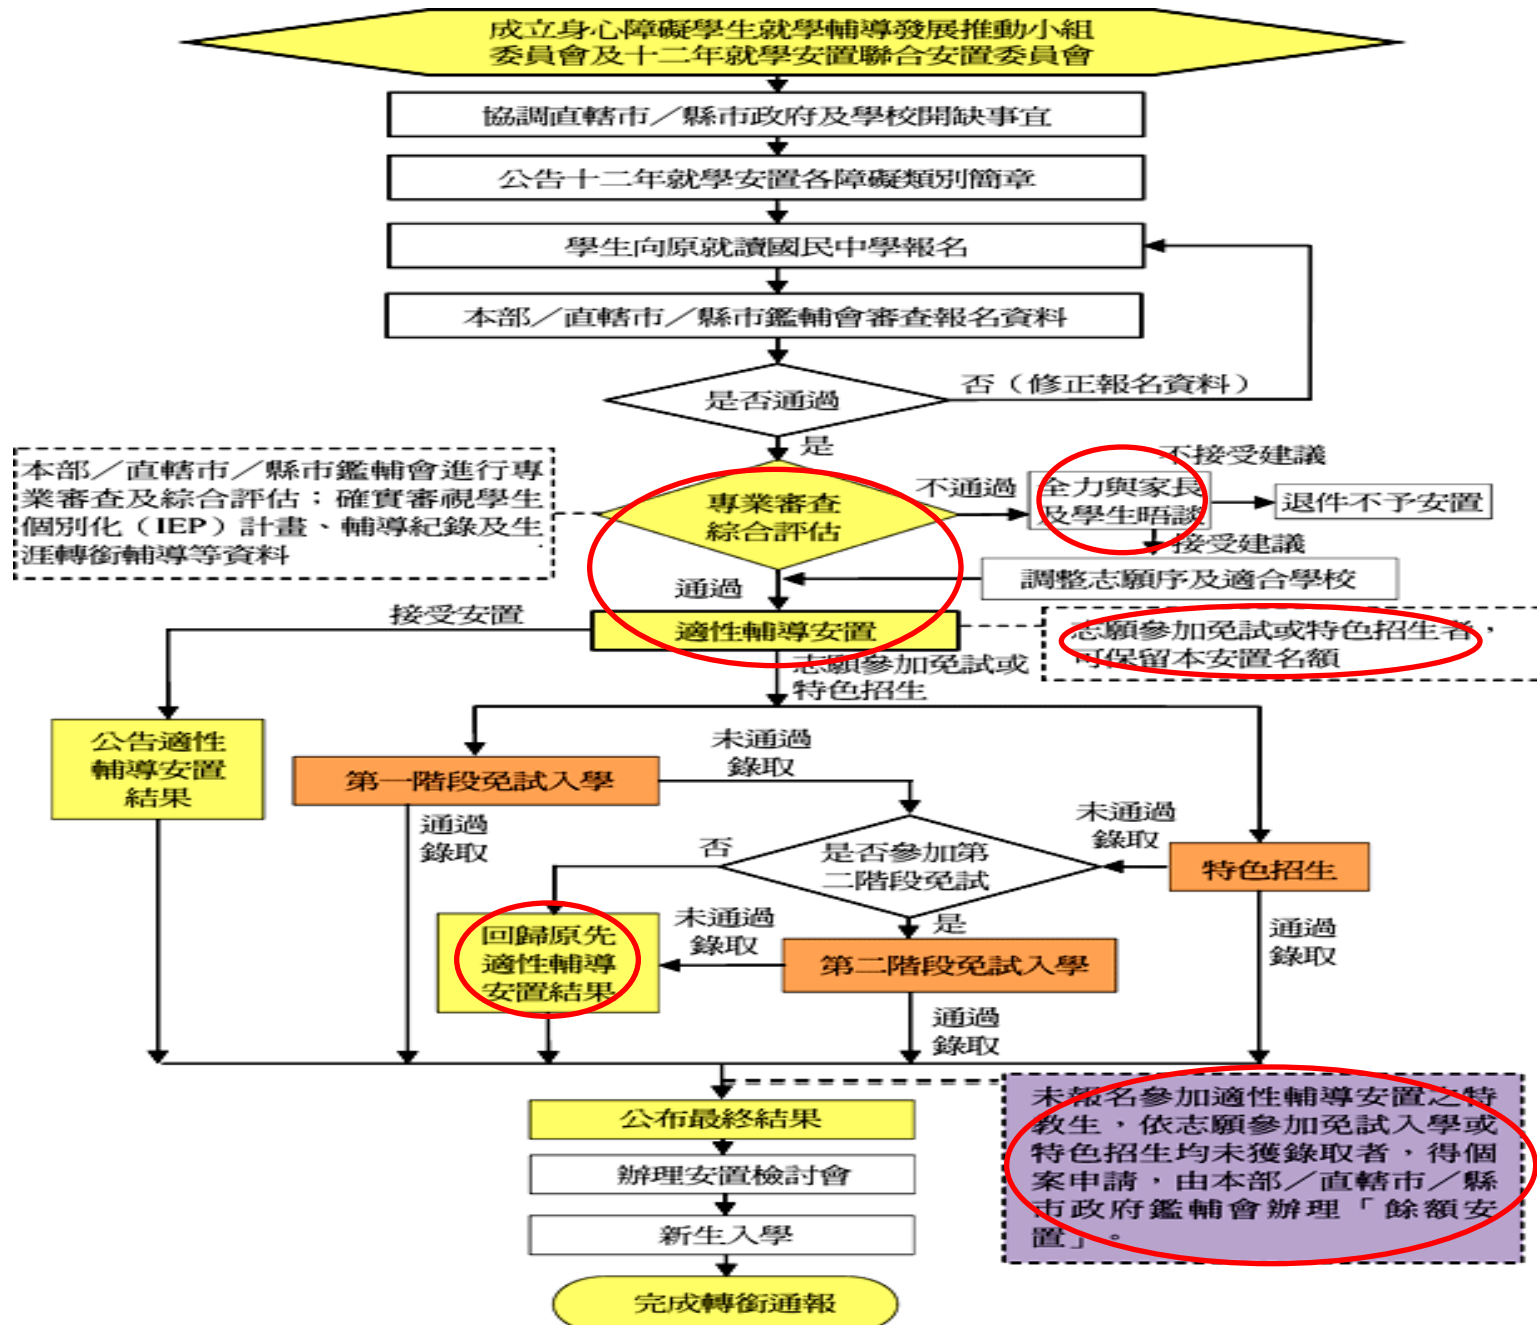 成立身心障礙學生就學輔導發展推動小組
委員會及十二年就學安置聯合安置委員會
協調直轄市／縣市政府及學校開缺事宜
公告十二年就學安置各障礙類別簡章
學生向原就讀國民中學報名
本部／直轄市／縣市鑑輔會審查報名資料
是否通過
否（修正報名資料）
是
本部／直轄市／縣市鑑輔會進行專
業審查及綜合評估；確實審視學生
個別化（IEP）計畫、輔導紀錄及生
涯轉銜輔導等資料
專業審查
綜合評估
不通過
全力與家長
及學生晤談
不接受建議
退件不予安置
接受建議
調整志願序及適合學校
通過
接受安置
適性輔導安置
志願參加免試或特色招生者，
可保留本安置名額
志願參加免試或
特色招生
公告適性
輔導安置
結果
第一階段免試入學
未通過
錄取
通過
錄取
否
是否參加第
二階段免試
未通過
錄取
特色招生
回歸原先
適性輔導
安置結果
未通過
錄取
是
第二階段免試入學
通過
錄取
通過
錄取
公布最終結果
辦理安置檢討會
新生入學
完成轉銜通報
未報名參加適性輔導安置之特
教生，依志願參加免試入學或
特色招生均未獲錄取者，得個
案申請，由本部／直轄市／縣
市政府鑑輔會辦理「餘額安
置」。